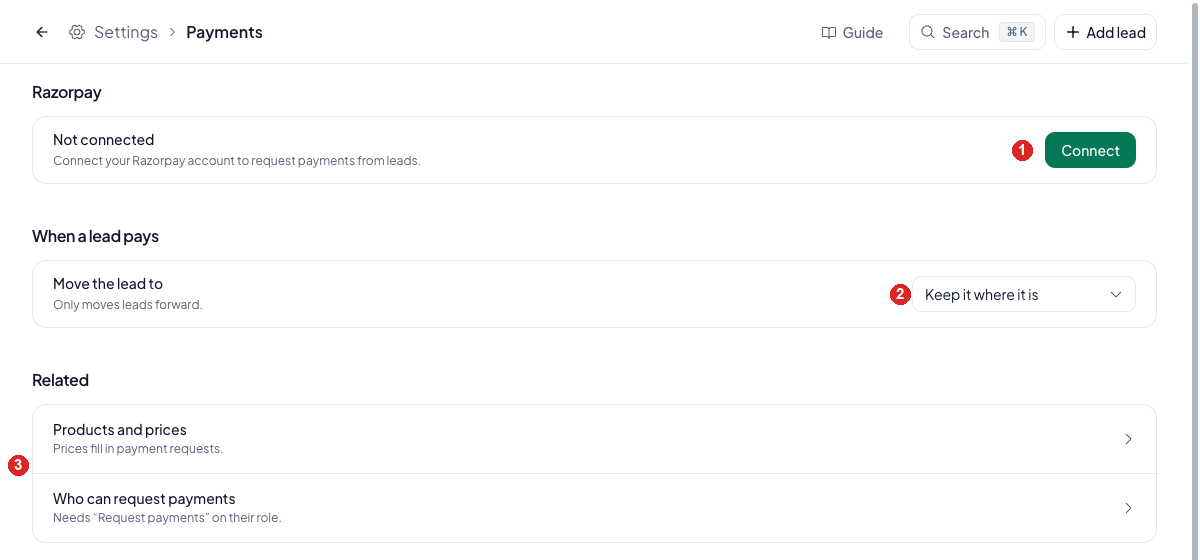 Settings > Payments
Guide
Search ⌘ K
+ Add lead
Razorpay
Not connected
Connect your Razorpay account to request payments from leads.
1
Connect
When a lead pays
Move the lead to
Only moves leads forward.
2
Keep it where it is
Related
Products and prices
Prices fill in payment requests.
3
Who can request payments
Needs “Request payments” on their role.